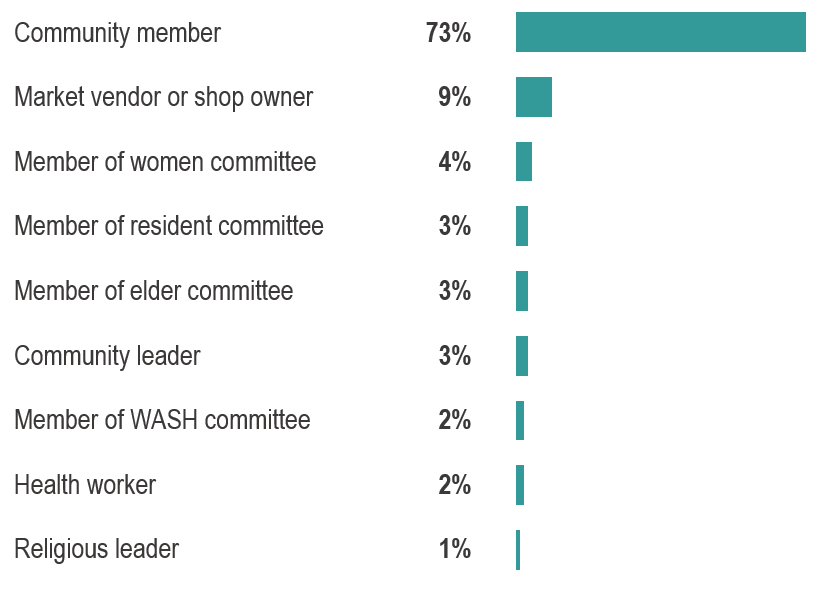 Community member 73%
Market vendor or shop owner 9%
Member of women committee 4%
Member of resident committee 3%
Member of elder committee 3%
Community leader 3%
Member of WASH committee 2%
Health worker 2%
Religious leader 1%